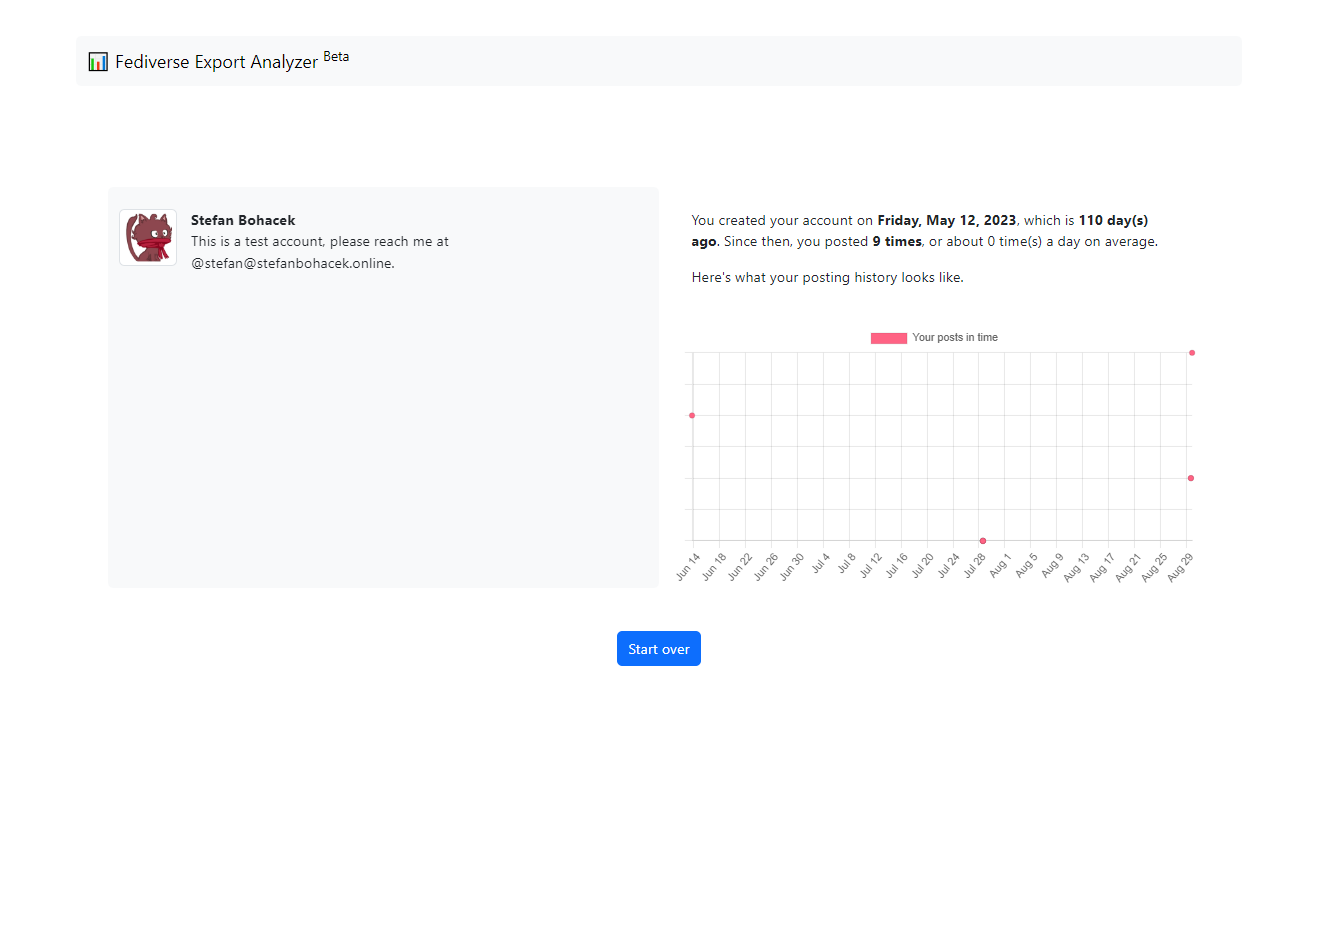 Fediverse Export Analyzer Beta
Stefan Bohacek
This is a test account, please reach me at
@stefan@stefanbohacek.online.
You created your account on Friday, May 12, 2023, which is 110 day(s)
ago. Since then, you posted 9 times, or about 0 time(s) a day on average.
Here's what your posting history looks like.
Your posts in time
Jun 14
Jun 18
Jun 22
Jun 26
Jun 30
Jul 4
Jul 8
Jul 12
Jul 16
Jul 20
Jul 24
Jul 28
Aug 1
Aug 5
Aug 9
Aug 13
Aug 17
Aug 21
Aug 25
Aug 29
Start over